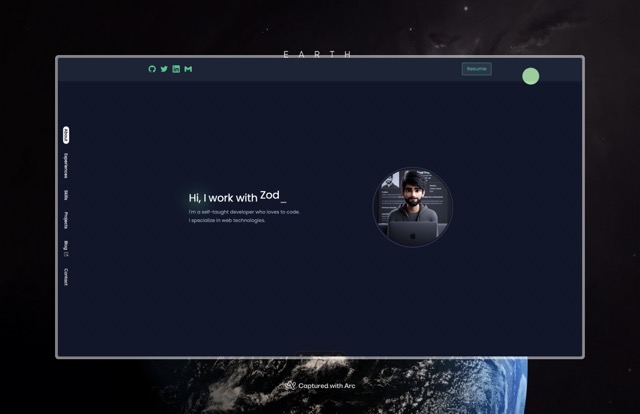 EARTH
Resume
About
Experiences
Skills
Projects
Blog
Contact
Hi, I work with Zod_
I'm a self-taught developer who loves to code.
I specialize in web technologies.
Captured with Arc